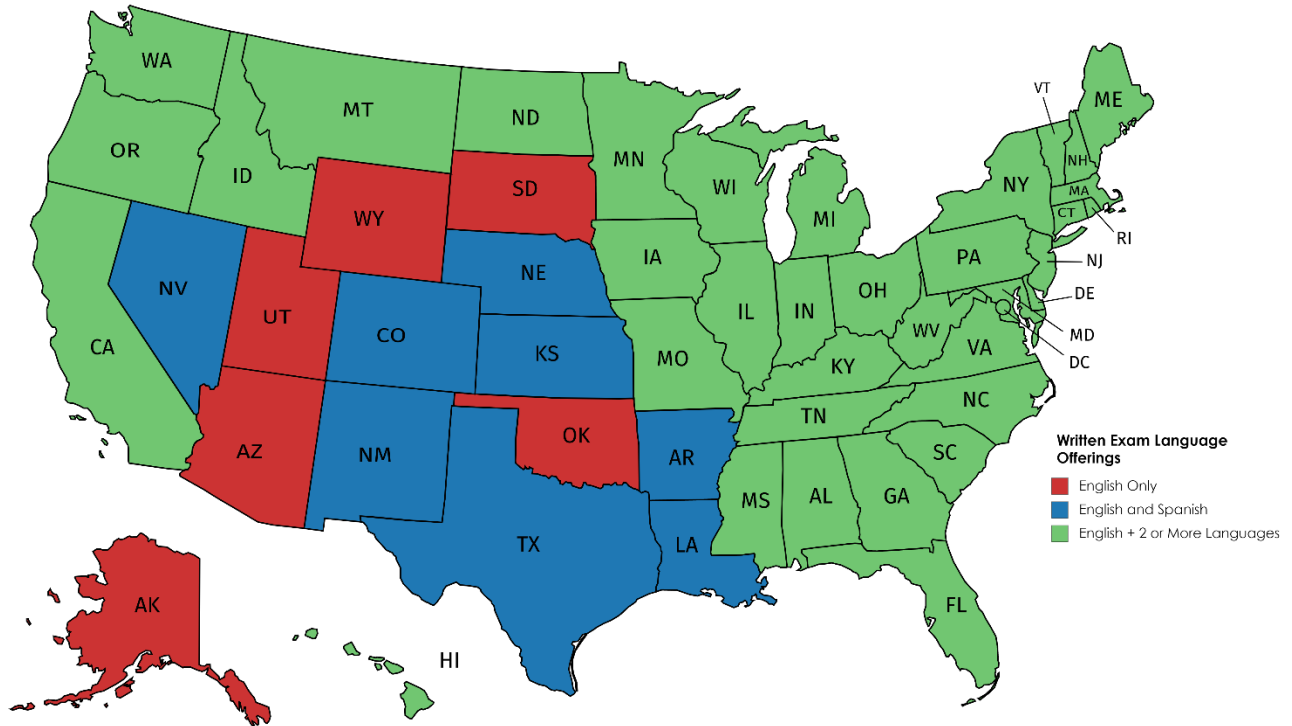 WA
MT
ND
MN
VT
ME
OR
ID
SD
WI
MI
NY
NH
MA
CT
RI
WY
NE
IA
PA
NJ
NV
UT
CO
KS
IL
IN
OH
DE
WV
MD
DC
VA
CA
MO
KY
AZ
NM
OK
AR
TN
NC
SC
MS
AL
GA
TX
LA
FL
AK
HI
Written Exam Language
Offerings
English Only
English and Spanish
English + 2 or More Languages